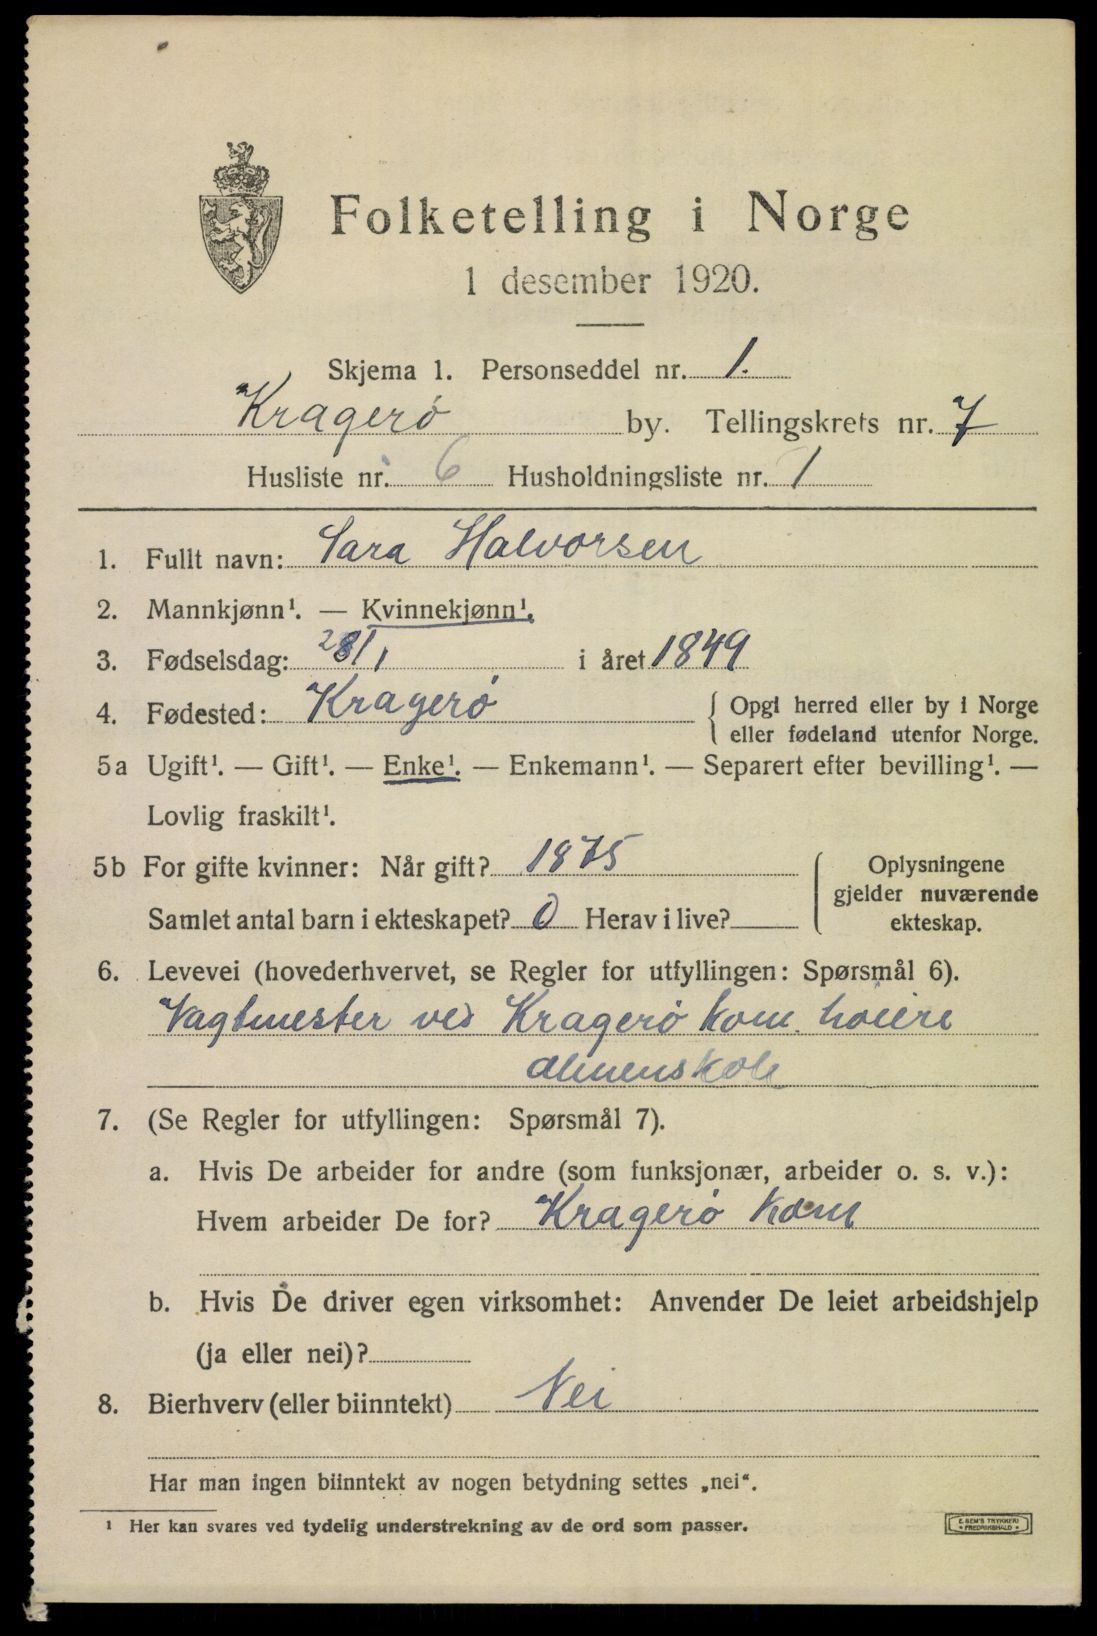 Folketelling i Norge
1 desember 1920.
Skjema 1. Personseddel nr. 1.
Kragerø by. Tellingskrets nr. 7
Husliste nr. 6 Husholdningsliste nr. 1
1. Fullt navn: Sara Halvorsen
2. Mannkjønn¹. — Kvinnekjønn¹.
3. Fødselsdag: 28/1 i året 1849
4. Fødested: Kragerø { Opgi herred eller by i Norge
eller fødeland utenfor Norge.
5a Ugift¹. — Gift¹. — Enke¹. — Enkemann¹. — Separert efter bevilling¹. —
Lovlig fraskilt¹.
5b For gifte kvinner: Når gift? 1875 { Oplysningene
gjelder nuværende
Samlet antal barn i ekteskapet? 0 Herav i live? ekteskap.
6. Levevei (hovederhvervet, se Regler for utfyllingen: Spørsmål 6).
Vagtmester ved Kragerø kom. høiere
almenskole
7. (Se Regler for utfyllingen: Spørsmål 7).
a. Hvis De arbeider for andre (som funksjonær, arbeider o. s. v.):
Hvem arbeider De for? Kragerø Kom
b. Hvis De driver egen virksomhet: Anvender De leiet arbeidshjelp
(ja eller nei)?
8. Bierhverv (eller biinntekt) Nei
Har man ingen biinntekt av nogen betydning settes „nei“.
¹ Her kan svares ved tydelig understrekning av de ord som passer.
E. SEM'S TRYKKERI
* FREDRIKSHALD *